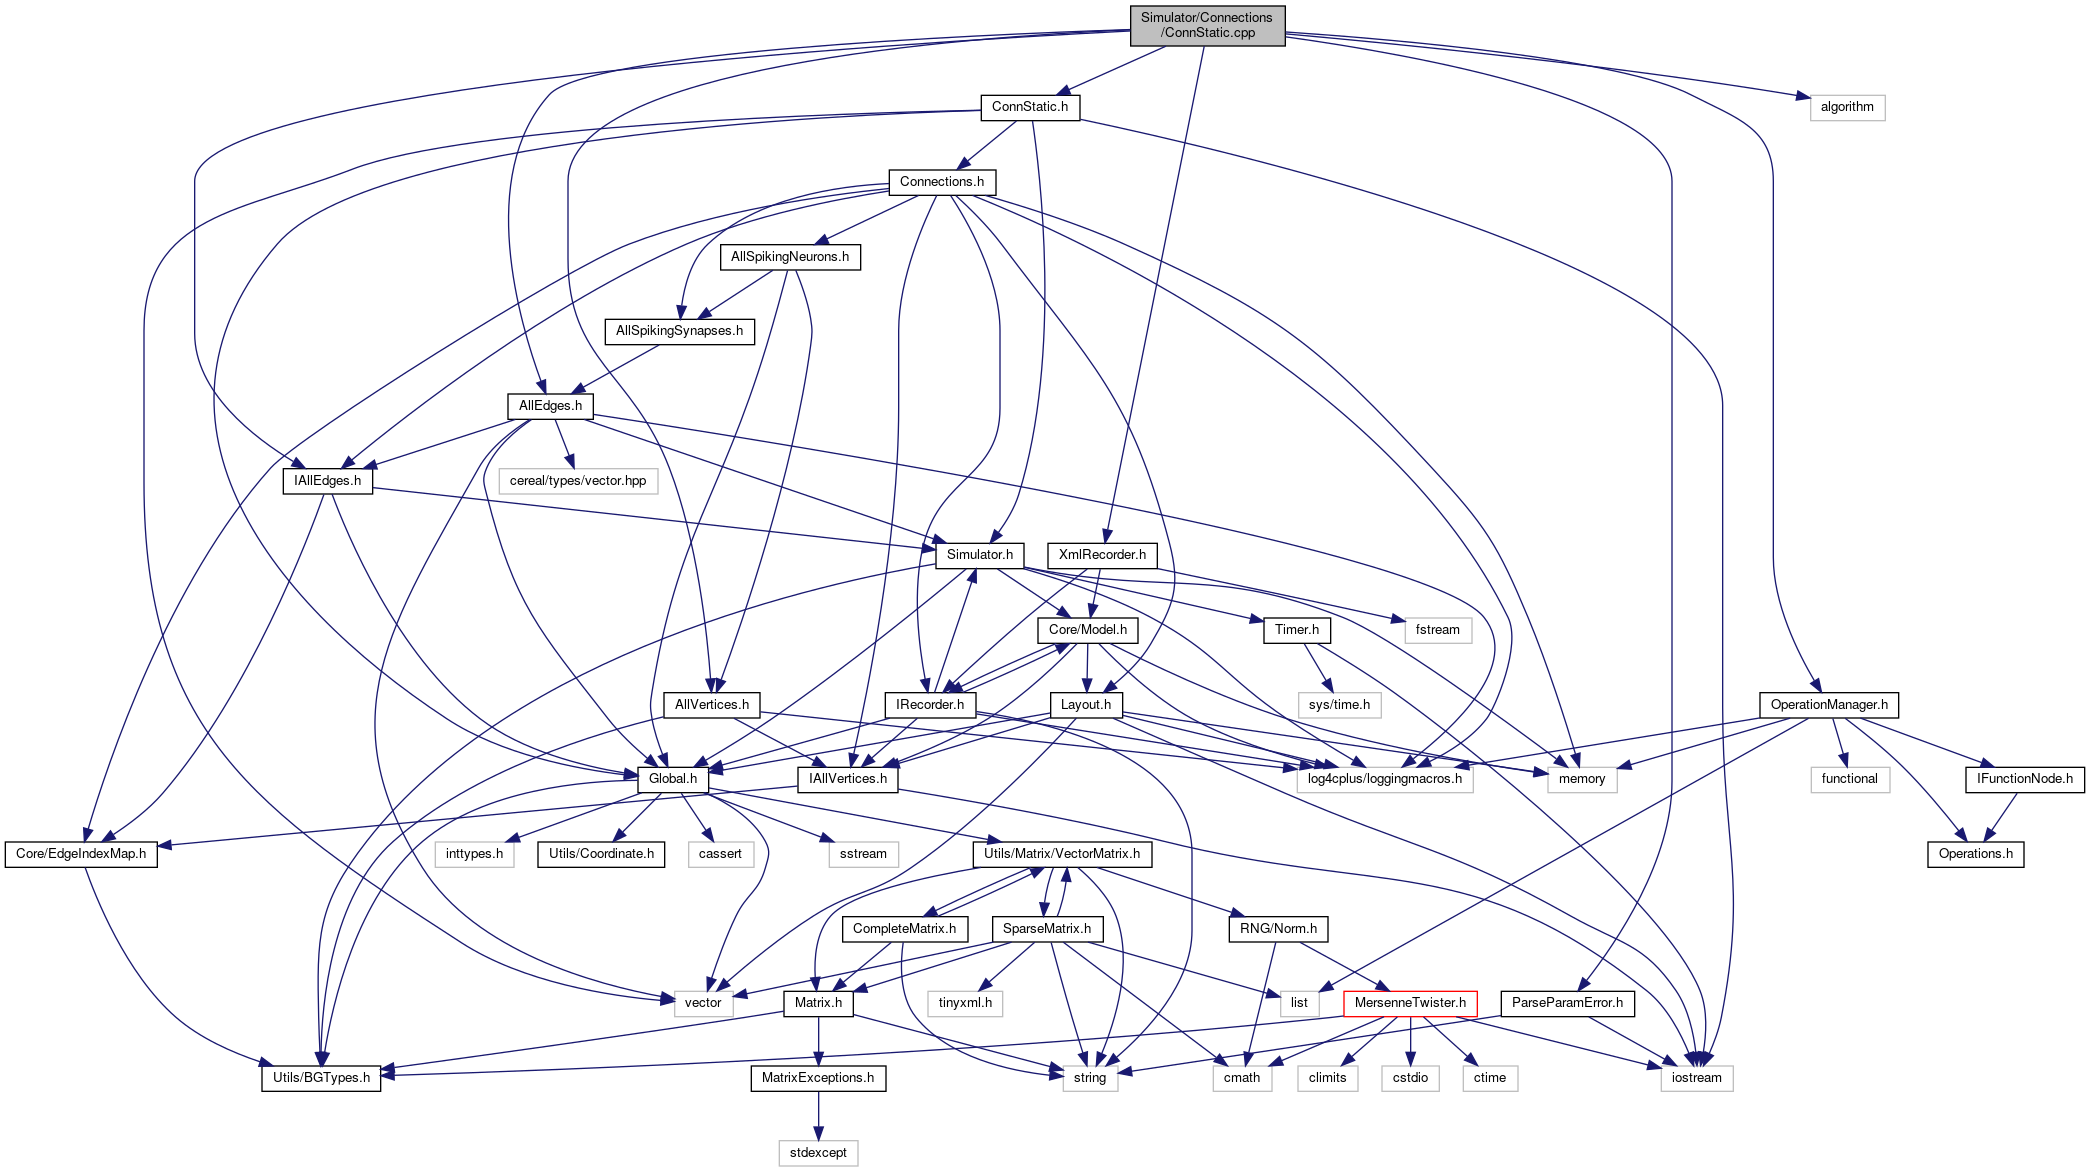 Simulator/Connections
/ConnStatic.cpp
ConnStatic.h
algorithm
Connections.h
AllSpikingNeurons.h
AllSpikingSynapses.h
AllEdges.h
IAllEdges.h
cereal/types/vector.hpp
Simulator.h
XmlRecorder.h
Core/Model.h
Timer.h
fstream
AllVertices.h
IRecorder.h
Layout.h
sys/time.h
OperationManager.h
Global.h
IAllVertices.h
log4cplus/loggingmacros.h
memory
functional
IFunctionNode.h
Core/EdgeIndexMap.h
inttypes.h
Utils/Coordinate.h
cassert
sstream
Utils/Matrix/VectorMatrix.h
Operations.h
CompleteMatrix.h
SparseMatrix.h
RNG/Norm.h
vector
Matrix.h
tinyxml.h
list
MersenneTwister.h
ParseParamError.h
Utils/BGTypes.h
MatrixExceptions.h
string
cmath
climits
cstdio
ctime
iostream
stdexcept